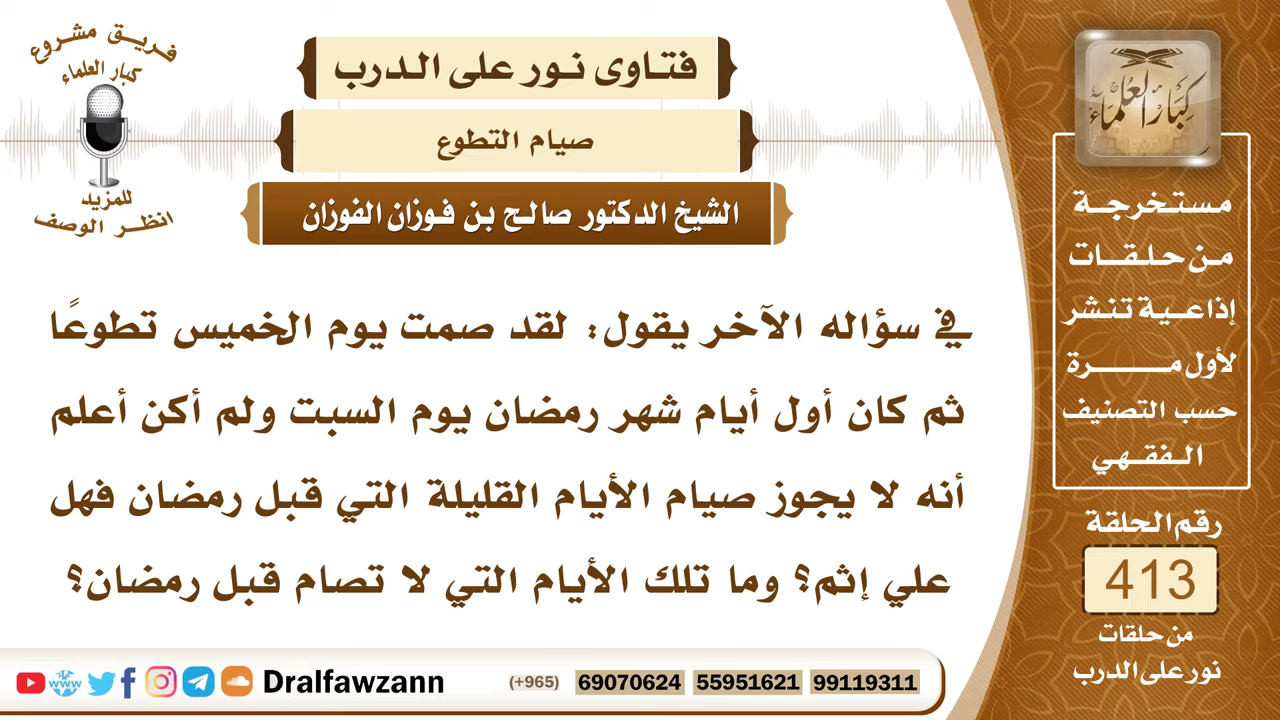 فريق مشروع
كبار العلماء
للمزيد
انظر الوصف
فتاوى نور على الدرب
صيام التطوع
الشيخ الدكتور صالح بن فوزان الفوزان
في سؤاله الآخر يقول: لقد صمت يوم الخميس تطوعًا
ثم كان أول أيام شهر رمضان يوم السبت ولم أكن أعلم
أنه لا يجوز صيام الأيام القليلة التي قبل رمضان فهل
علي إثم؟ وما تلك الأيام التي لا تصام قبل رمضان؟
كبار العلماء
مستخرجة
من حلقات
إذاعية تنشر
لأول مرة
حسب التصنيف
الفقهي
رقم الحلقة
413
من حلقات
نور على الدرب
www Dralfawzann (+965) 69070624 55951621 99119311